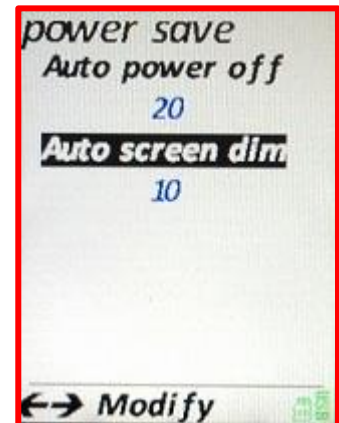 power save
Auto power off
20
Auto screen dim
10
←→ Modify